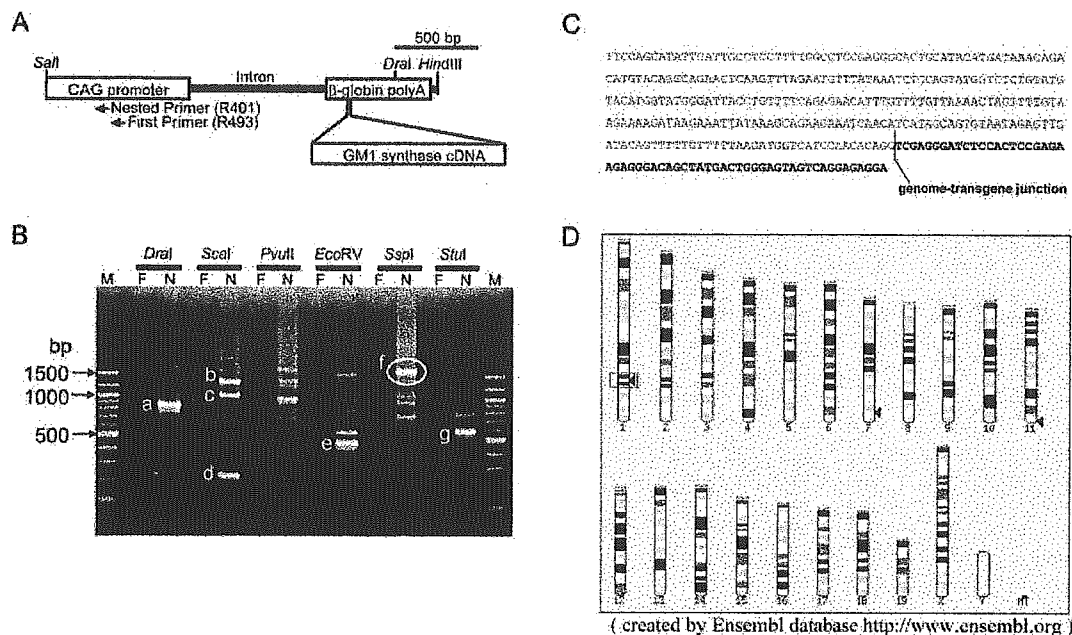 A
500 bp
SalI
DraI HindIII
Intron
CAG promoter
β-globin polyA
Nested Primer (R401)
First Primer (R493)
GM1 synthase cDNA
B
DraI ScaI PvuII EcoRV SspI StuI
M F N F N F N F N F N F N M
bp
1500
1000
500
a
b
c
d
e
f
g
C
TCGAGGGATCTCCACTCCGAGA
AGAGGGACAGCTATGACTGGGAGTAGTCAGGAGAGGA
genome-transgene junction
D
1 2 3 4 5 6 7 8 9 10 11
12 13 14 15 16 17 18 19 X Y
( created by Ensembl database http://www.ensembl.org )